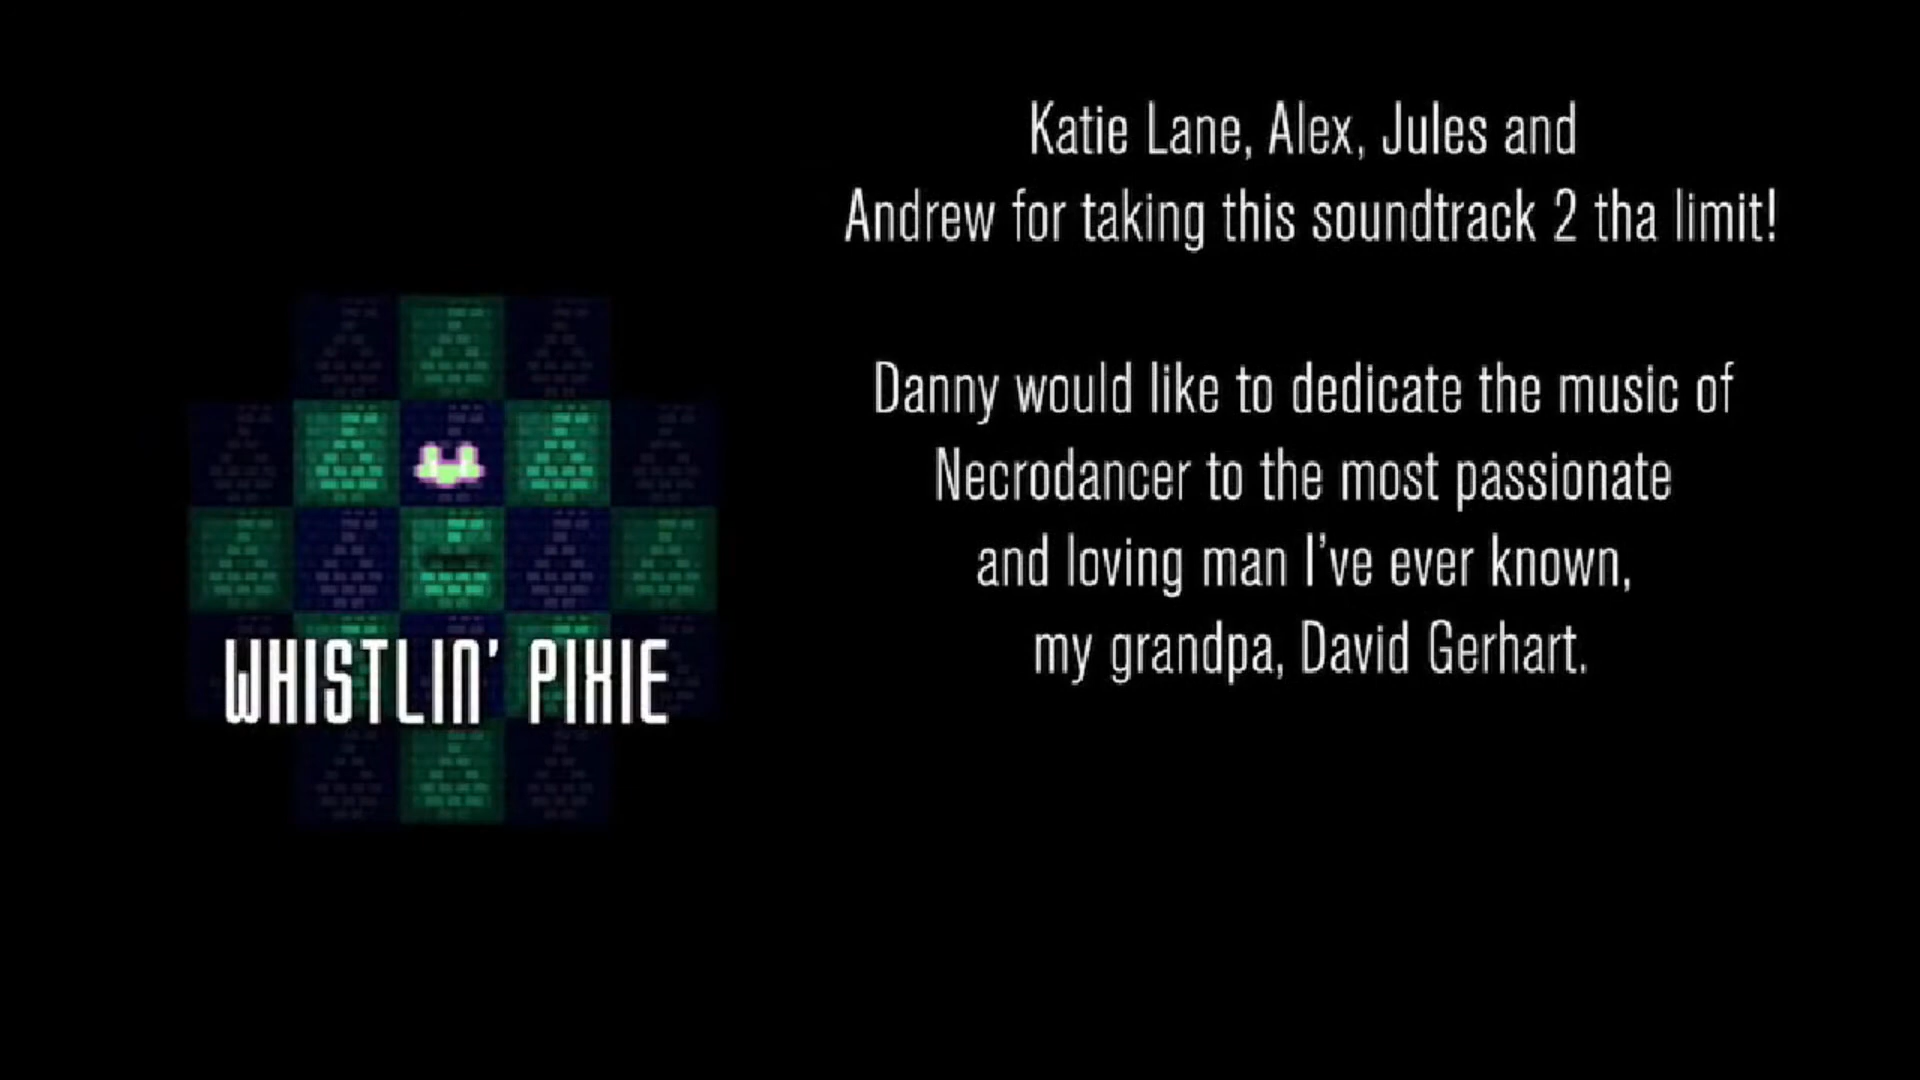 Katie Lane, Alex, Jules and
Andrew for taking this soundtrack 2 tha limit!
Danny would like to dedicate the music of
Necrodancer to the most passionate
and loving man I've ever known,
my grandpa, David Gerhart.
WHISTLIN' PIXIE